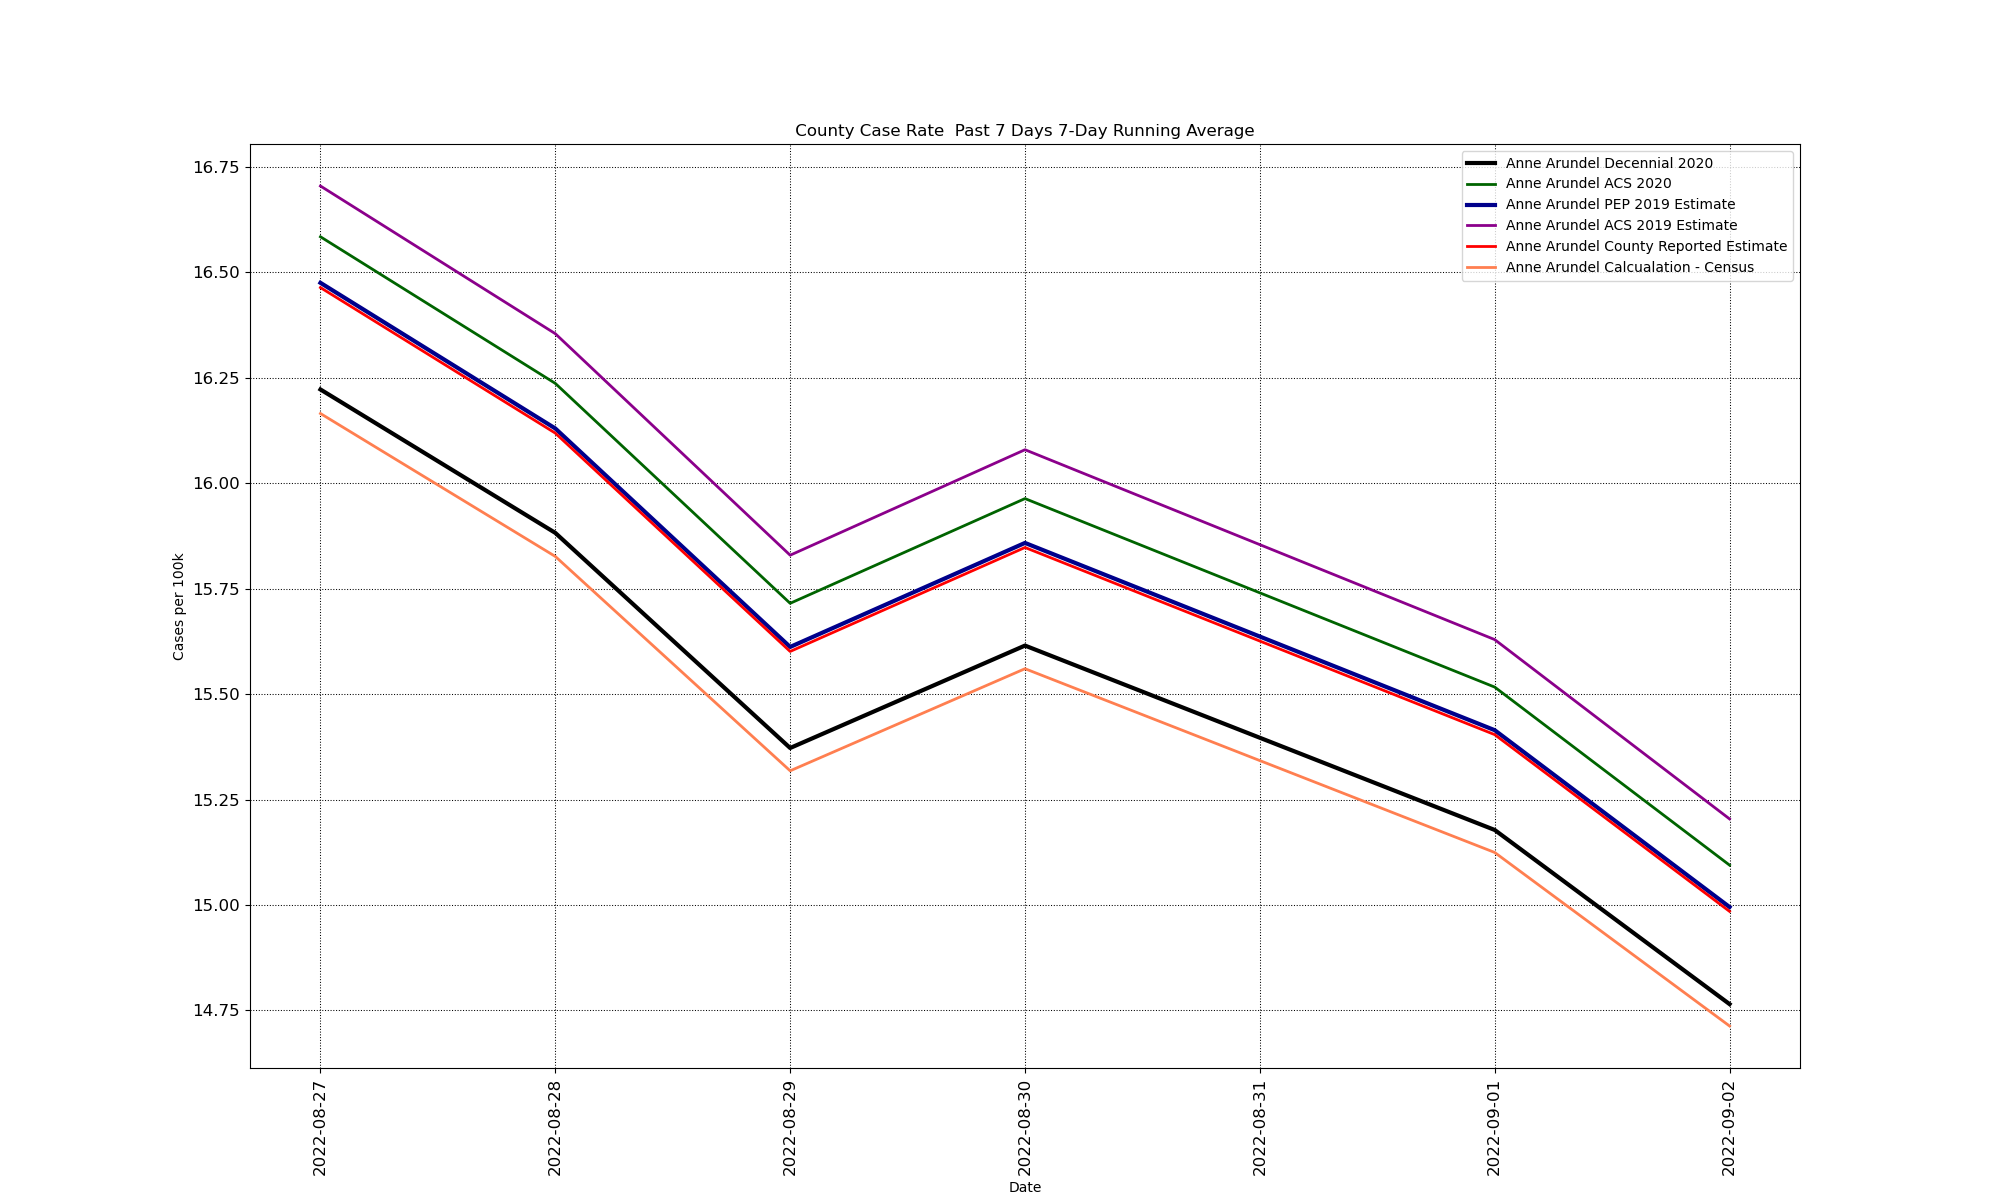 County Case Rate  Past 7 Days 7-Day Running Average
Anne Arundel Decennial 2020
Anne Arundel ACS 2020
Anne Arundel PEP 2019 Estimate
Anne Arundel ACS 2019 Estimate
Anne Arundel County Reported Estimate
Anne Arundel Calcualation - Census
16.75
16.50
16.25
16.00
15.75
15.50
15.25
15.00
14.75
Cases per 100k
2022-08-27
2022-08-28
2022-08-29
2022-08-30
2022-08-31
2022-09-01
2022-09-02
Date